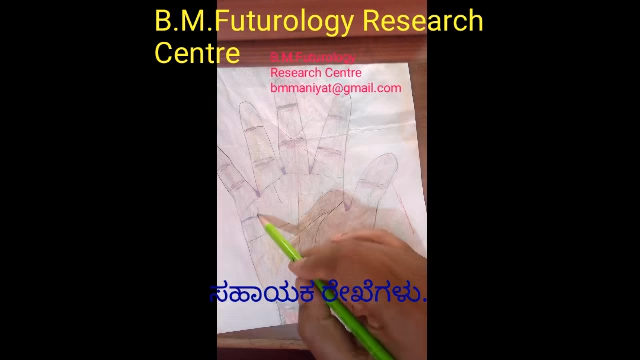 B.M.Futurology Research
Centre
B.M.Futurology
Research Centre
bmmaniyat@gmail.com
ಸಹಾಯಕ ರೇಖೆಗಳು.